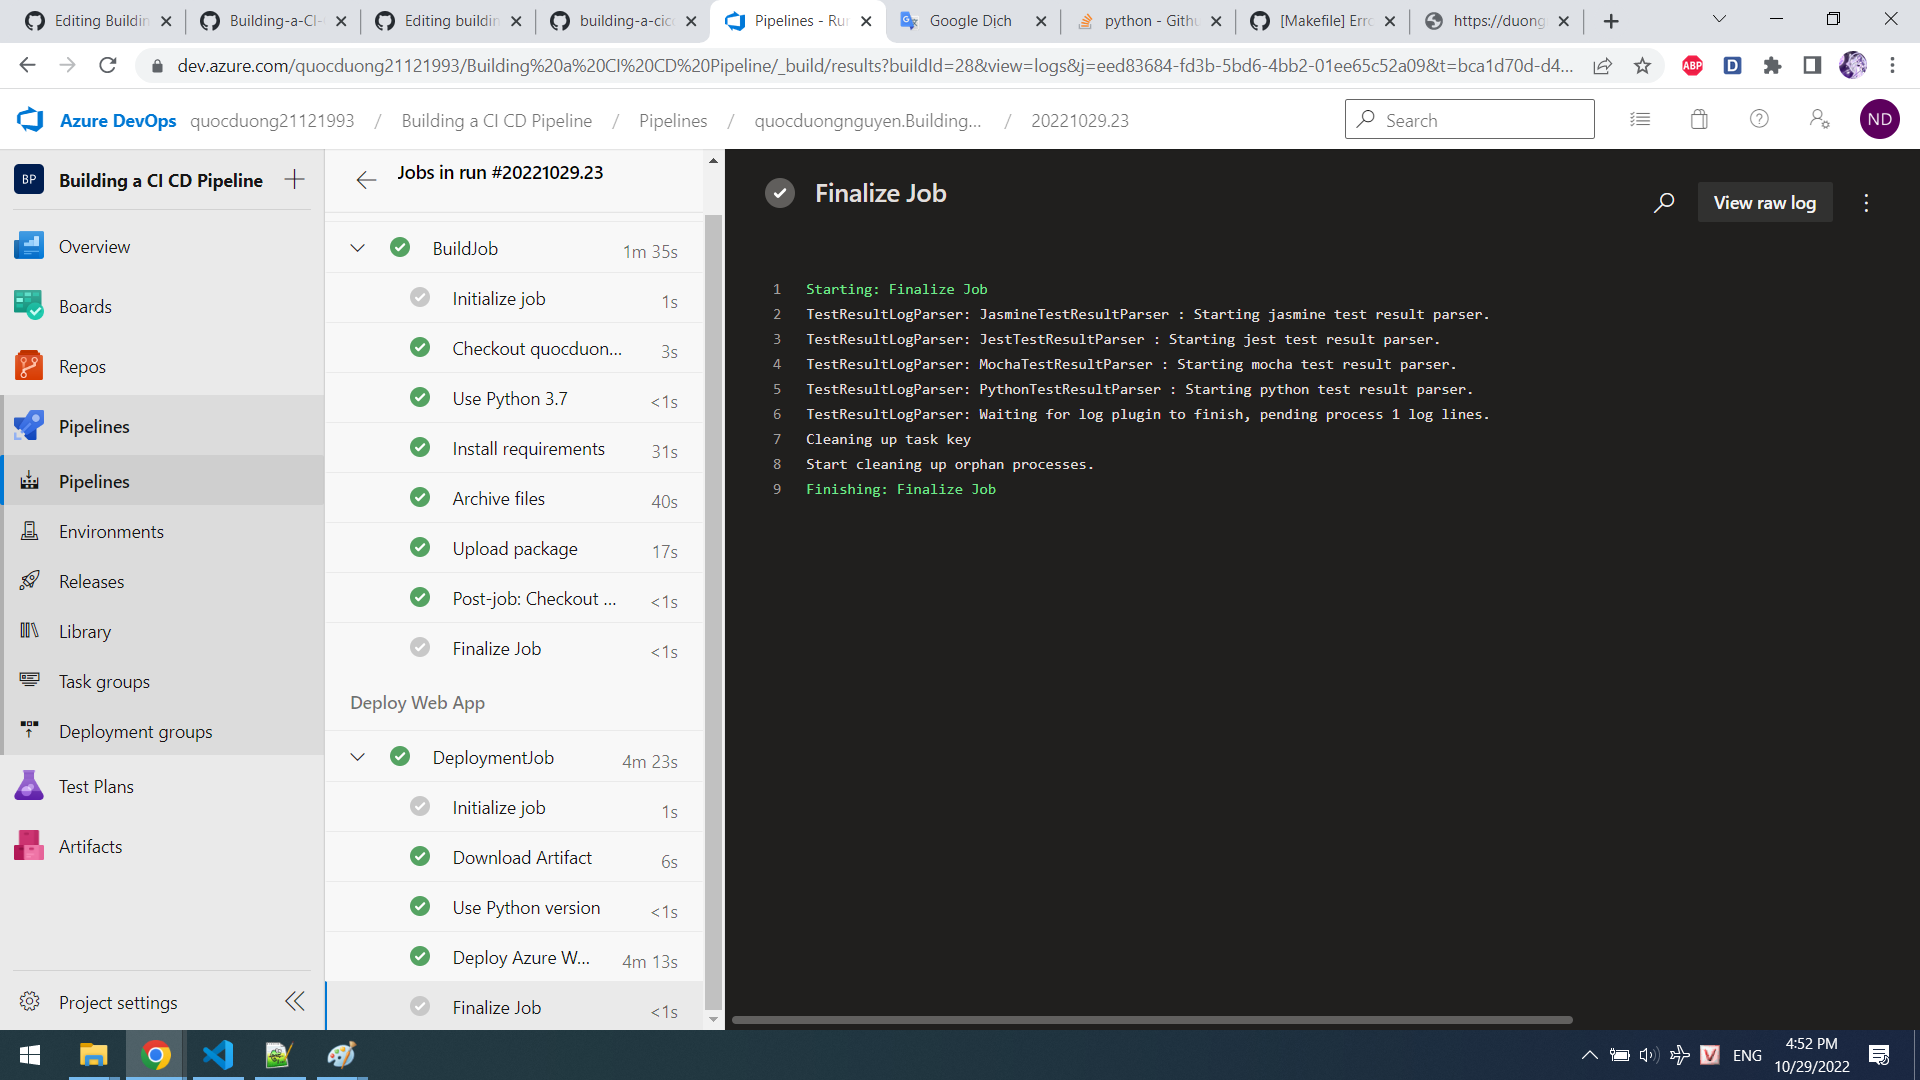 Editing Buildin
Building-a-CI-
Editing buildin
building-a-cico
Pipelines - Rur
Google Dịch
python - Githu
[Makefile] Erro
https://duong
dev.azure.com/quocduong21121993/Building%20a%20CI%20CD%20Pipeline/_build/results?buildId=28&view=logs&j=eed83684-fd3b-5bd6-4bb2-01ee65c52a09&t=bca1d70d-d4...
ABP
D
Azure DevOps quocduong21121993 / Building a CI CD Pipeline / Pipelines / quocduongnguyen.Building... / 20221029.23
Search
ND
BP Building a CI CD Pipeline
Overview
Boards
Repos
Pipelines
Pipelines
Environments
Releases
Library
Task groups
Deployment groups
Test Plans
Artifacts
Project settings
Jobs in run #20221029.23
BuildJob 1m 35s
Initialize job 1s
Checkout quocduon... 3s
Use Python 3.7 <1s
Install requirements 31s
Archive files 40s
Upload package 17s
Post-job: Checkout ... <1s
Finalize Job <1s
Deploy Web App
DeploymentJob 4m 23s
Initialize job 1s
Download Artifact 6s
Use Python version <1s
Deploy Azure W... 4m 13s
Finalize Job <1s
Finalize Job
View raw log
1 Starting: Finalize Job
2 TestResultLogParser: JasmineTestResultParser : Starting jasmine test result parser.
3 TestResultLogParser: JestTestResultParser : Starting jest test result parser.
4 TestResultLogParser: MochaTestResultParser : Starting mocha test result parser.
5 TestResultLogParser: PythonTestResultParser : Starting python test result parser.
6 TestResultLogParser: Waiting for log plugin to finish, pending process 1 log lines.
7 Cleaning up task key
8 Start cleaning up orphan processes.
9 Finishing: Finalize Job
V
ENG
4:52 PM
10/29/2022